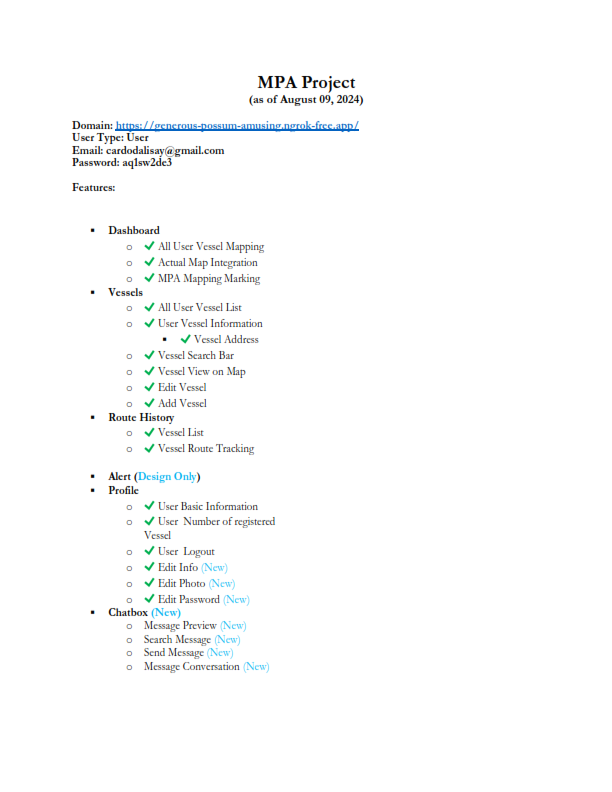 MPA Project
(as of August 09, 2024)
Domain: https://generous-possum-amusing.ngrok-free.app/
User Type: User
Email: cardodalisay@gmail.com
Password: aq1sw2de3
Features:
▪ Dashboard
o ✔ All User Vessel Mapping
o ✔ Actual Map Integration
o ✔ MPA Mapping Marking
▪ Vessels
o ✔ All User Vessel List
o ✔ User Vessel Information
▪ ✔ Vessel Address
o ✔ Vessel Search Bar
o ✔ Vessel View on Map
o ✔ Edit Vessel
o ✔ Add Vessel
▪ Route History
o ✔ Vessel List
o ✔ Vessel Route Tracking
▪ Alert (Design Only)
▪ Profile
o ✔ User Basic Information
o ✔ User  Number of registered
Vessel
o ✔ User  Logout
o ✔ Edit Info (New)
o ✔ Edit Photo (New)
o ✔ Edit Password (New)
▪ Chatbox (New)
o Message Preview (New)
o Search Message (New)
o Send Message (New)
o Message Conversation (New)